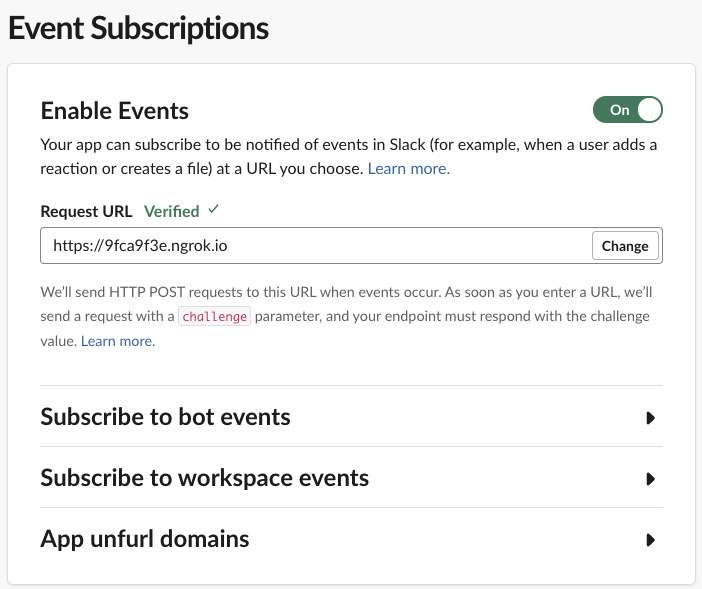 Event Subscriptions
Enable Events
On
Your app can subscribe to be notified of events in Slack (for example, when a user adds a
reaction or creates a file) at a URL you choose. Learn more.
Request URL Verified ✓
https://9fca9f3e.ngrok.io
Change
We’ll send HTTP POST requests to this URL when events occur. As soon as you enter a URL, we’ll
send a request with a challenge parameter, and your endpoint must respond with the challenge
value. Learn more.
Subscribe to bot events
Subscribe to workspace events
App unfurl domains